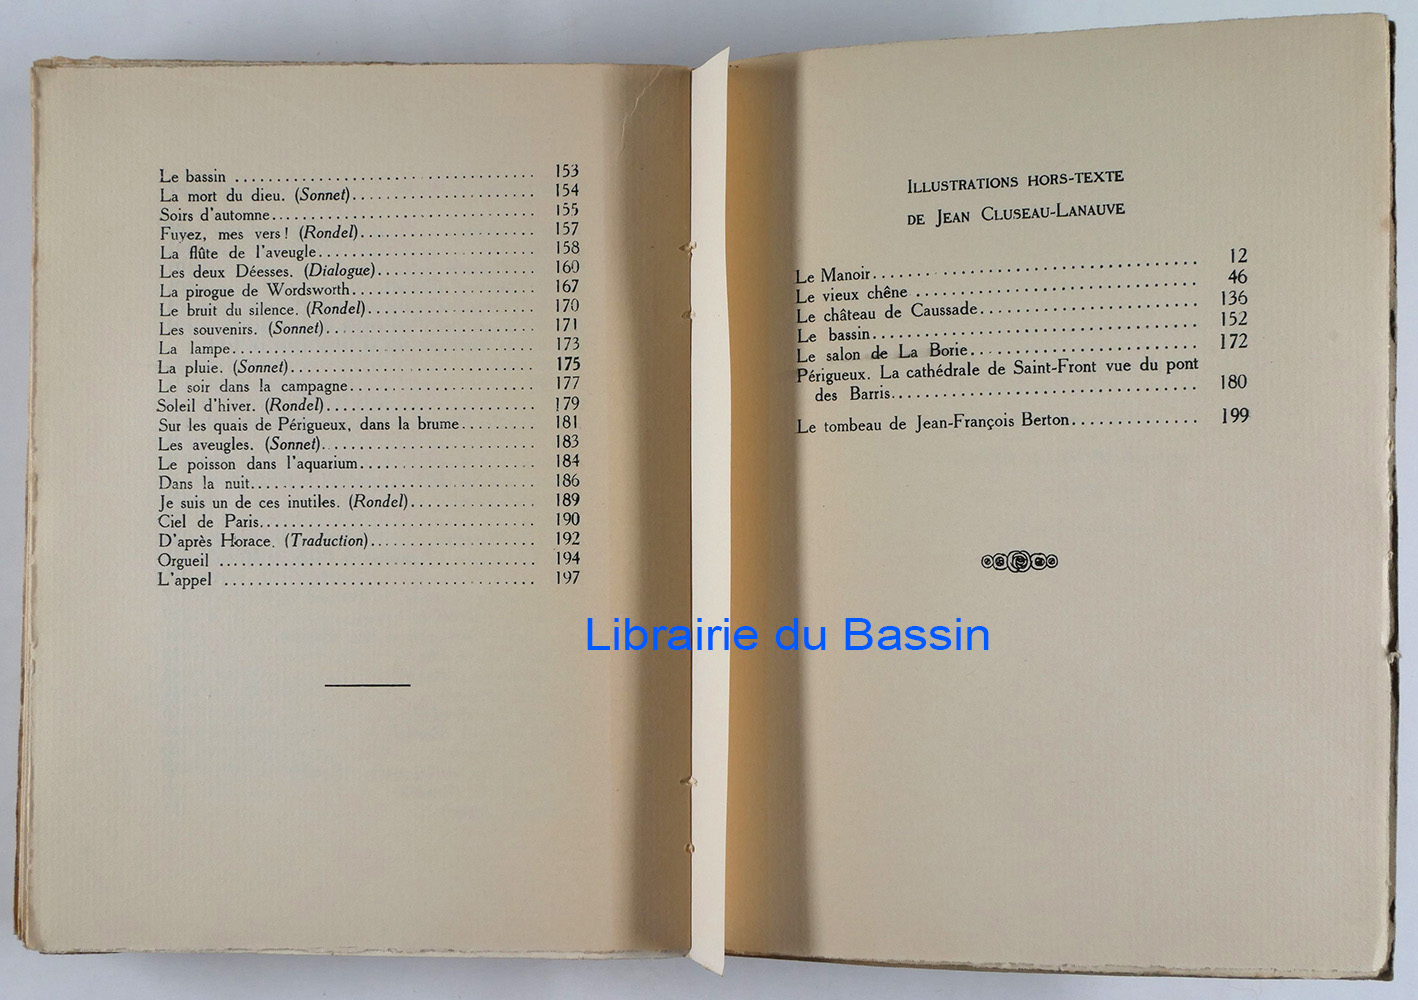 Le bassin ........ 153
La mort du dieu. (Sonnet)........ 154
Soirs d'automne........ 155
Fuyez, mes vers ! (Rondel)........ 157
La flûte de l'aveugle........ 158
Les deux Déesses. (Dialogue)........ 160
La pirogue de Wordsworth........ 167
Le bruit du silence. (Rondel)........ 170
Les souvenirs. (Sonnet)........ 171
La lampe........ 173
La pluie. (Sonnet)........ 175
Le soir dans la campagne........ 177
Soleil d'hiver. (Rondel)........ 179
Sur les quais de Périgueux, dans la brume........ 181
Les aveugles. (Sonnet)........ 183
Le poisson dans l'aquarium........ 184
Dans la nuit........ 186
Je suis un de ces inutiles. (Rondel)........ 189
Ciel de Paris........ 190
D'après Horace. (Traduction)........ 192
Orgueil ........ 194
L'appel ........ 197
ILLUSTRATIONS HORS-TEXTE
DE JEAN CLUSEAU-LANAUVE
Le Manoir........ 12
Le vieux chêne ........ 46
Le château de Caussade........ 136
Le bassin........ 152
Le salon de La Borie........ 172
Périgueux. La cathédrale de Saint-Front vue du pont
des Barris........ 180
Le tombeau de Jean-François Berton........ 199
Librairie du Bassin